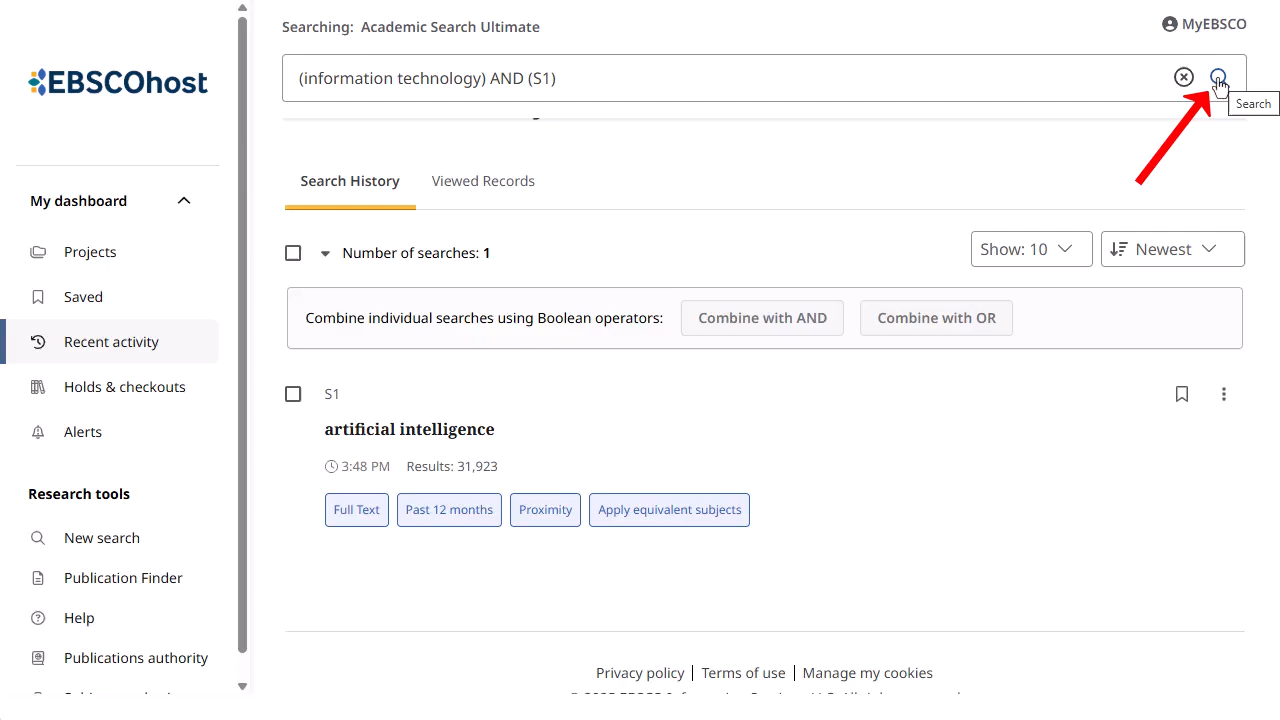 Searching: Academic Search Ultimate
MyEBSCO
EBSCOhost
(information technology) AND (S1)
Search
My dashboard
Projects
Saved
Recent activity
Holds & checkouts
Alerts
Research tools
New search
Publication Finder
Help
Publications authority
Search History
Viewed Records
Number of searches: 1
Show: 10
Newest
Combine individual searches using Boolean operators:
Combine with AND
Combine with OR
S1
artificial intelligence
3:48 PM Results: 31,923
Full Text
Past 12 months
Proximity
Apply equivalent subjects
Privacy policy | Terms of use | Manage my cookies